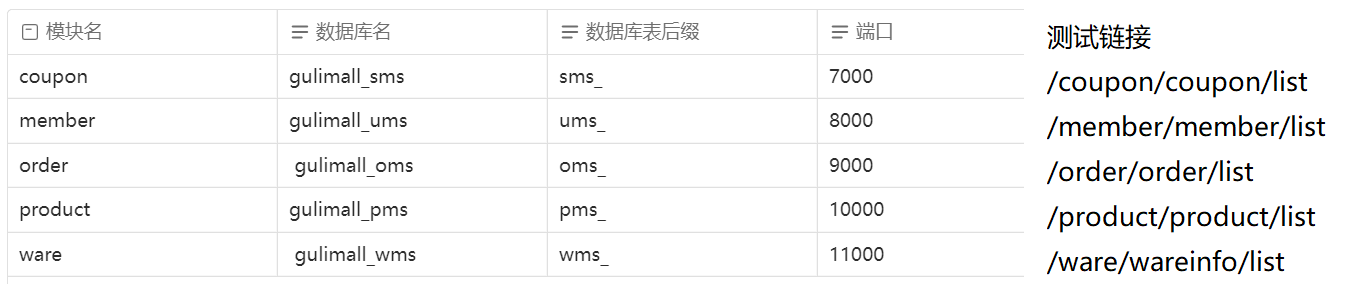 模块名 数据库名 数据库表后缀 端口 测试链接
coupon gulimall_sms sms_ 7000 /coupon/coupon/list
member gulimall_ums ums_ 8000 /member/member/list
order gulimall_oms oms_ 9000 /order/order/list
product gulimall_pms pms_ 10000 /product/product/list
ware gulimall_wms wms_ 11000 /ware/wareinfo/list